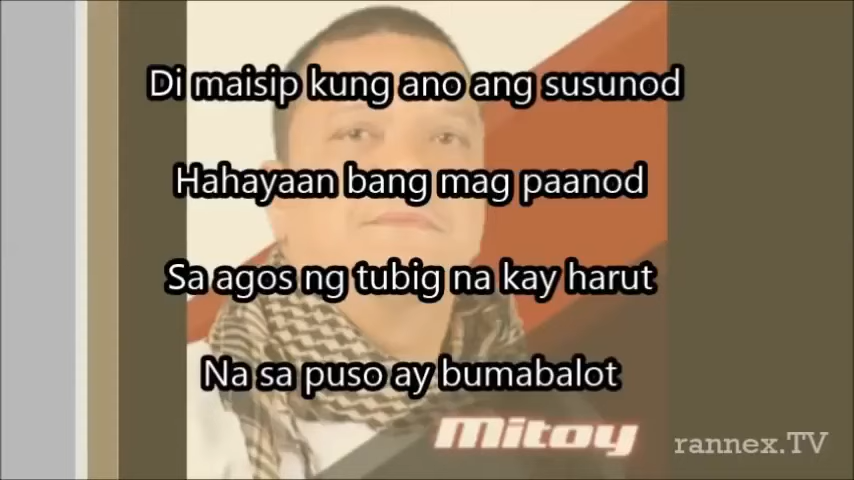 Di maisip kung ano ang susunod
Hahayaan bang mag paanod
Sa agos ng tubig na kay harut
Na sa puso ay bumabalot
Mitoy
rannex.TV